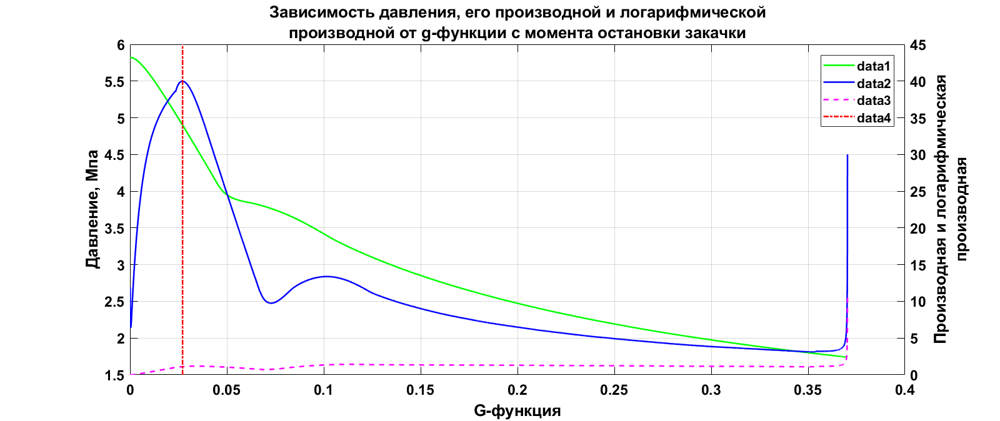 Зависимость давления, его производной и логарифмической
производной от g-функции с момента остановки закачки
6
5.5
5
4.5
4
3.5
3
2.5
2
1.5
Давление, Мпа
45
40
35
30
25
20
15
10
5
0
Производная и логарифмическая
производная
data1
data2
data3
data4
0
0.05
0.1
0.15
0.2
0.25
0.3
0.35
0.4
G-функция